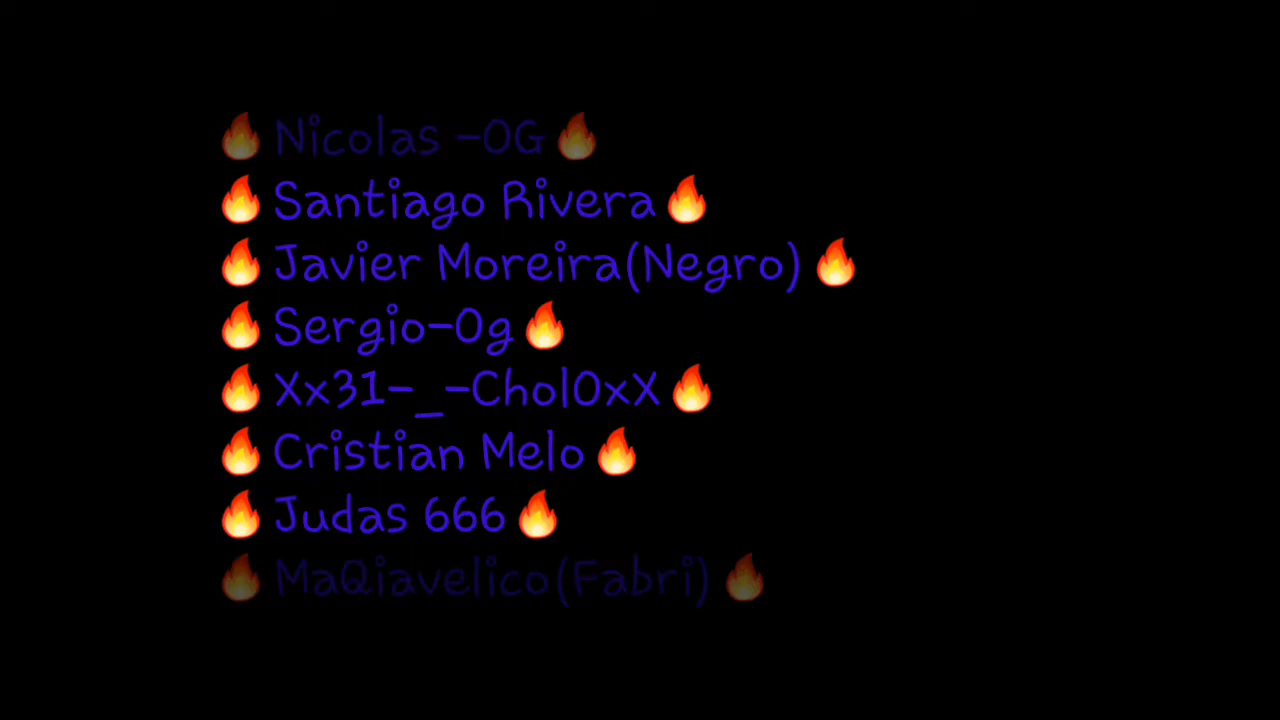 🔥 Nicolas -OG 🔥
🔥 Santiago Rivera 🔥
🔥 Javier Moreira(Negro) 🔥
🔥 Sergio-Og 🔥
🔥 Xx31-_-Chol0xX 🔥
🔥 Cristian Melo 🔥
🔥 Judas 666 🔥
🔥 MaQiavelico(Fabri) 🔥